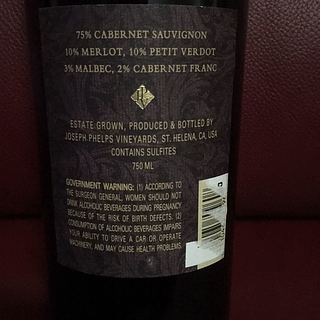 75% CABERNET SAUVIGNON
10% MERLOT, 10% PETIT VERDOT
3% MALBEC, 2% CABERNET FRANC
ESTATE GROWN, PRODUCED & BOTTLED BY
JOSEPH PHELPS VINEYARDS, ST. HELENA, CA, USA
CONTAINS SULFITES
750 ML
GOVERNMENT WARNING: (1) ACCORDING TO
THE SURGEON GENERAL, WOMEN SHOULD NOT
DRINK ALCOHOLIC BEVERAGES DURING PREGNANCY
BECAUSE OF THE RISK OF BIRTH DEFECTS. (2)
CONSUMPTION OF ALCOHOLIC BEVERAGES IMPAIRS
YOUR ABILITY TO DRIVE A CAR OR OPERATE
MACHINERY, AND MAY CAUSE HEALTH PROBLEMS.